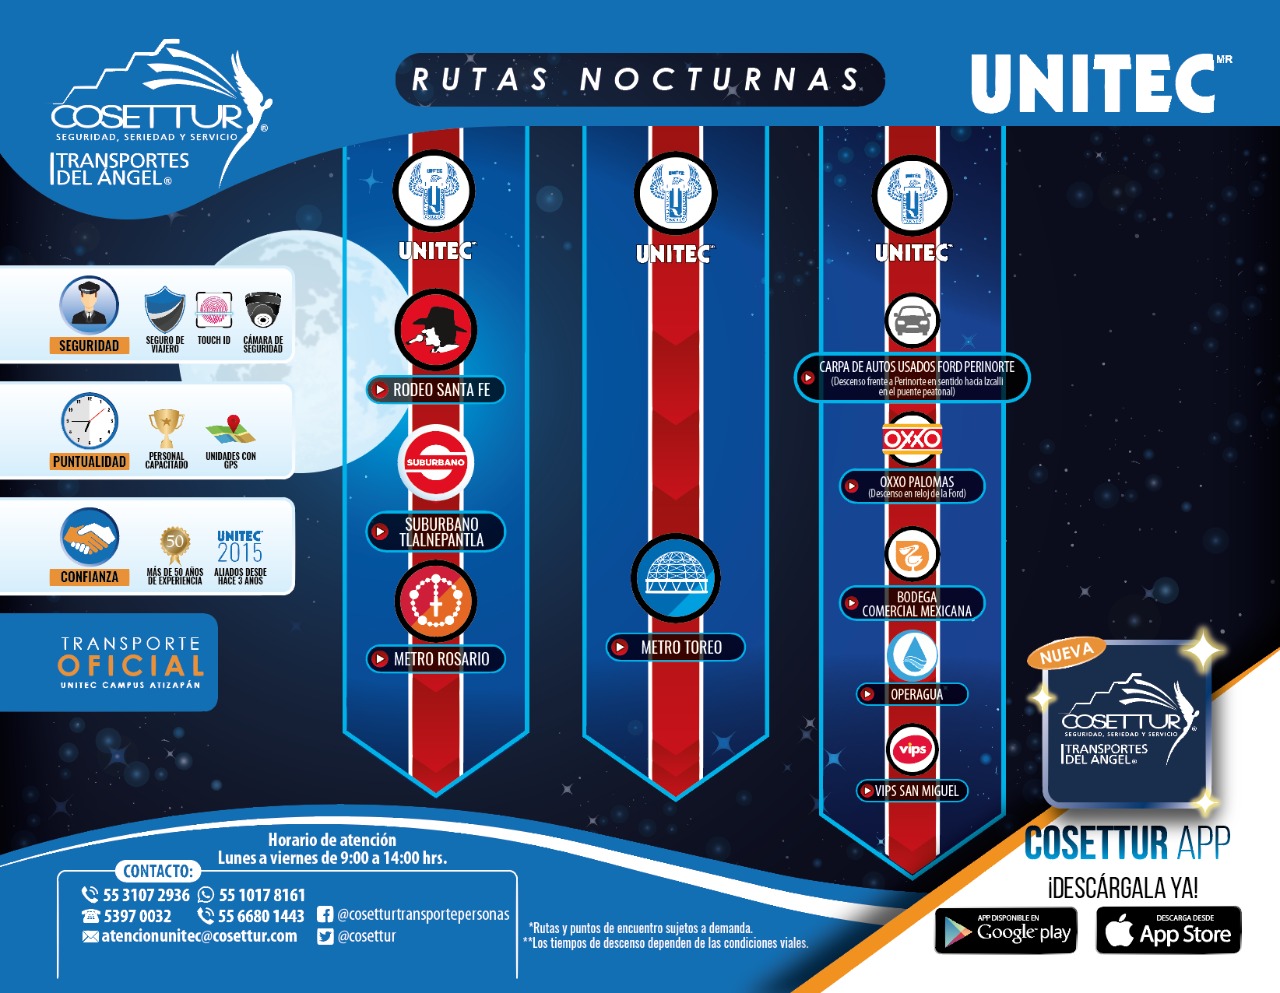 COSETTUR®
SEGURIDAD, SERIEDAD Y SERVICIO
TRANSPORTES
DEL ÁNGEL®
RUTAS NOCTURNAS
UNITEC MR
SEGURIDAD
SEGURO DE
VIAJERO
TOUCH ID
CÁMARA DE
SEGURIDAD
PUNTUALIDAD
PERSONAL
CAPACITADO
UNIDADES CON
GPS
CONFIANZA
50
MÁS DE 50 AÑOS
DE EXPERIENCIA
UNITEC
2015
ALIADOS DESDE
HACE 3 AÑOS
TRANSPORTE
OFICIAL
UNITEC CAMPUS ATIZAPÁN
UNITEC
UNITEC
RODEO SANTA FE
SUBURBANO
SUBURBANO
TLALNEPANTLA
METRO ROSARIO
UNITEC
UNITEC
METRO TOREO
UNITEC
UNITEC
CARPA DE AUTOS USADOS FORD PERINORTE
(Descenso frente a Perinorte en sentido hacia Izcalli
en el puente peatonal)
OXXO
OXXO PALOMAS
(Descenso en reloj de la Ford)
BODEGA
COMERCIAL MEXICANA
OPERAGUA
vips
VIPS SAN MIGUEL
NUEVA
COSETTUR®
SEGURIDAD, SERIEDAD Y SERVICIO
TRANSPORTES
DEL ÁNGEL®
COSETTUR APP
¡DESCÁRGALA YA!
APP DISPONIBLE EN
Google play
DESCARGA DESDE
App Store
Horario de atención
Lunes a viernes de 9:00 a 14:00 hrs.
CONTACTO:
55 3107 2936 55 1017 8161
5397 0032 55 6680 1443 @cosetturtransportepersonas
atencionunitec@cosettur.com @cosettur
*Rutas y puntos de encuentro sujetos a demanda.
**Los tiempos de descenso dependen de las condiciones viales.